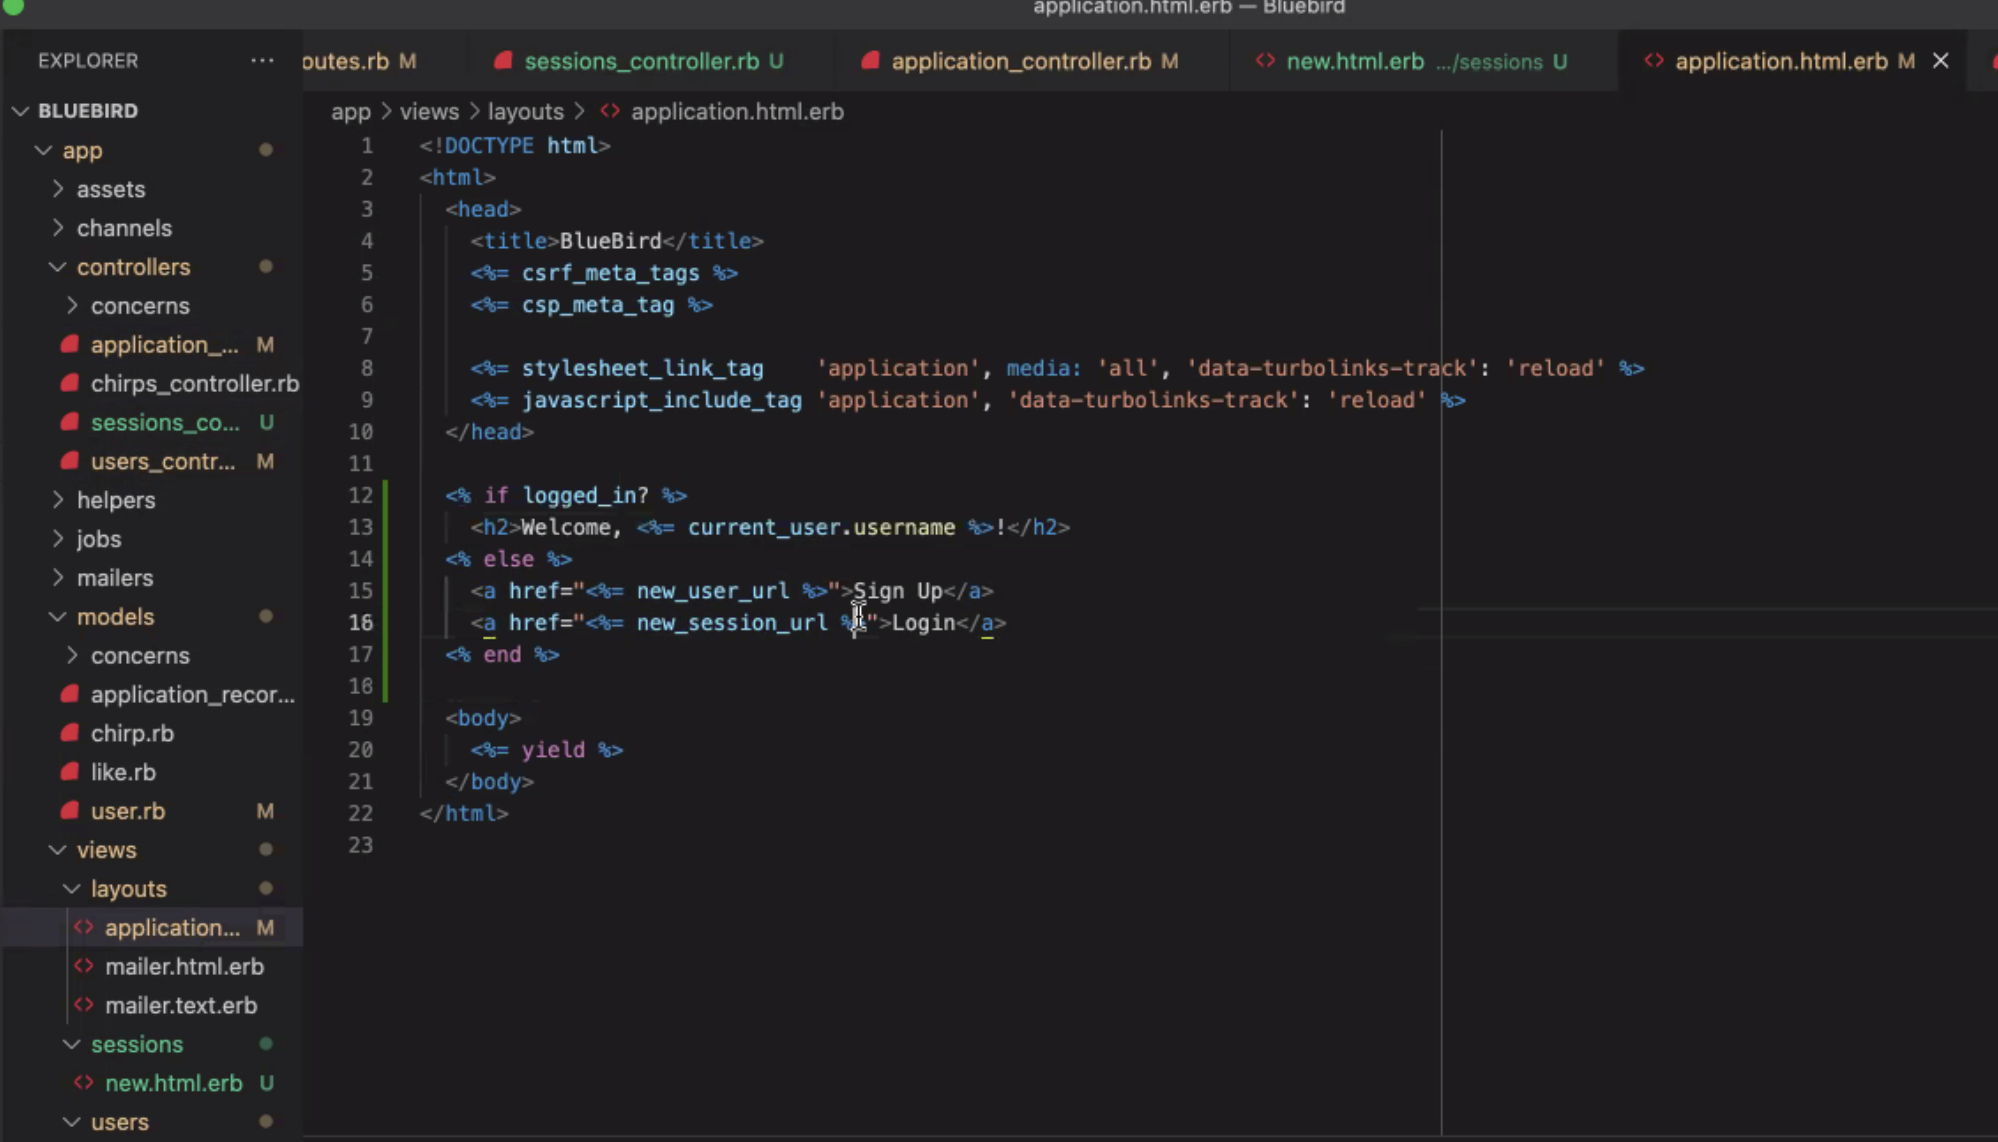 application.html.erb — Bluebird
EXPLORER ...
outes.rb M
sessions_controller.rb U
application_controller.rb M
new.html.erb .../sessions U
application.html.erb M
BLUEBIRD
app
assets
channels
controllers
concerns
application_... M
chirps_controller.rb
sessions_co... U
users_contr... M
helpers
jobs
mailers
models
concerns
application_recor...
chirp.rb
like.rb
user.rb M
views
layouts
application... M
mailer.html.erb
mailer.text.erb
sessions
new.html.erb U
users
app > views > layouts > <> application.html.erb
1 <!DOCTYPE html>
2 <html>
3 <head>
4 <title>BlueBird</title>
5 <%= csrf_meta_tags %>
6 <%= csp_meta_tag %>
7
8 <%= stylesheet_link_tag 'application', media: 'all', 'data-turbolinks-track': 'reload' %>
9 <%= javascript_include_tag 'application', 'data-turbolinks-track': 'reload' %>
10 </head>
11
12 <% if logged_in? %>
13 <h2>Welcome, <%= current_user.username %>!</h2>
14 <% else %>
15 <a href="<%= new_user_url %>">Sign Up</a>
16 <a href="<%= new_session_url %>">Login</a>
17 <% end %>
18
19 <body>
20 <%= yield %>
21 </body>
22 </html>
23